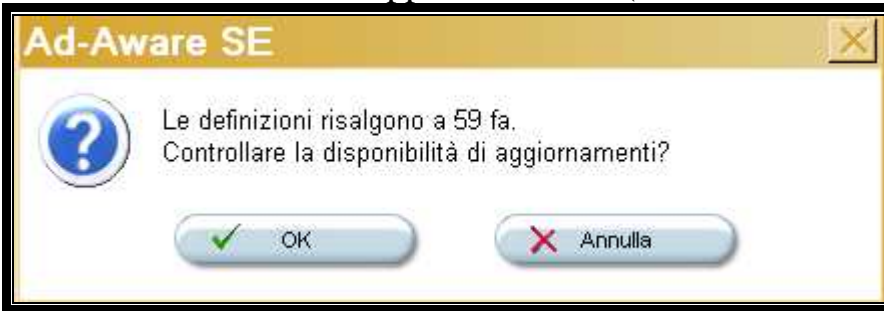 Ad-Aware SE
Le definizioni risalgono a 59 fa.
Controllare la disponibilità di aggiornamenti?
OK
Annulla